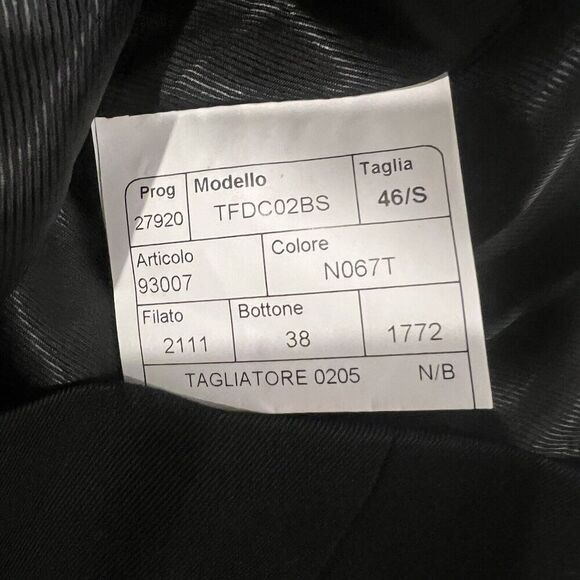 Prog Modello Taglia
27920 TFDC02BS 46/S
Articolo Colore
93007 N067T
Filato Bottone
2111 38 1772
TAGLIATORE 0205 N/B